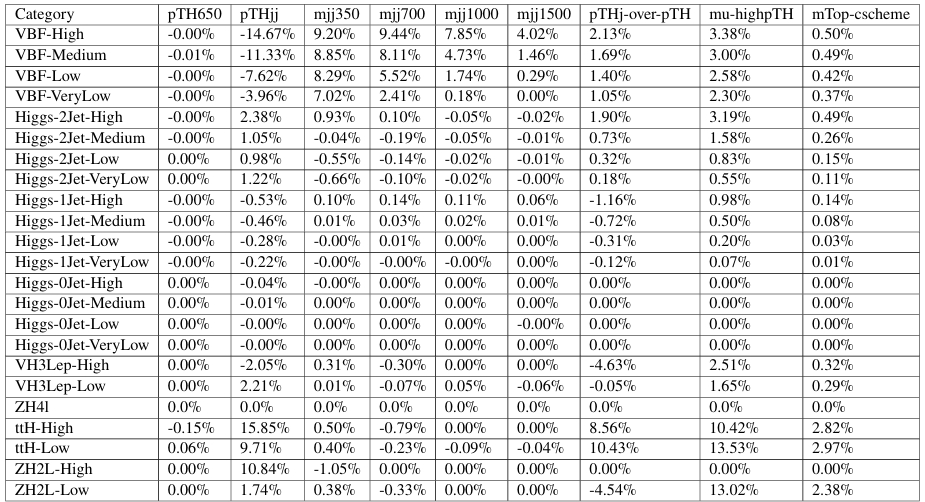 Category pTH650 pTHjj mjj350 mjj700 mjj1000 mjj1500 pTHj-over-pTH mu-highpTH mTop-cscheme
VBF-High -0.00% -14.67% 9.20% 9.44% 7.85% 4.02% 2.13% 3.38% 0.50%
VBF-Medium -0.01% -11.33% 8.85% 8.11% 4.73% 1.46% 1.69% 3.00% 0.49%
VBF-Low -0.00% -7.62% 8.29% 5.52% 1.74% 0.29% 1.40% 2.58% 0.42%
VBF-VeryLow -0.00% -3.96% 7.02% 2.41% 0.18% 0.00% 1.05% 2.30% 0.37%
Higgs-2Jet-High -0.00% 2.38% 0.93% 0.10% -0.05% -0.02% 1.90% 3.19% 0.49%
Higgs-2Jet-Medium -0.00% 1.05% -0.04% -0.19% -0.05% -0.01% 0.73% 1.58% 0.26%
Higgs-2Jet-Low 0.00% 0.98% -0.55% -0.14% -0.02% -0.01% 0.32% 0.83% 0.15%
Higgs-2Jet-VeryLow 0.00% 1.22% -0.66% -0.10% -0.02% -0.00% 0.18% 0.55% 0.11%
Higgs-1Jet-High -0.00% -0.53% 0.10% 0.14% 0.11% 0.06% -1.16% 0.98% 0.14%
Higgs-1Jet-Medium -0.00% -0.46% 0.01% 0.03% 0.02% 0.01% -0.72% 0.50% 0.08%
Higgs-1Jet-Low -0.00% -0.28% -0.00% 0.01% 0.00% 0.00% -0.31% 0.20% 0.03%
Higgs-1Jet-VeryLow -0.00% -0.22% -0.00% -0.00% -0.00% 0.00% -0.12% 0.07% 0.01%
Higgs-0Jet-High 0.00% -0.04% -0.00% 0.00% 0.00% 0.00% 0.00% 0.00% 0.00%
Higgs-0Jet-Medium 0.00% -0.01% 0.00% 0.00% 0.00% 0.00% 0.00% 0.00% 0.00%
Higgs-0Jet-Low 0.00% -0.00% 0.00% 0.00% 0.00% -0.00% 0.00% 0.00% 0.00%
Higgs-0Jet-VeryLow 0.00% -0.00% 0.00% 0.00% 0.00% 0.00% 0.00% 0.00% 0.00%
VH3Lep-High 0.00% -2.05% 0.31% -0.30% 0.00% 0.00% -4.63% 2.51% 0.32%
VH3Lep-Low 0.00% 2.21% 0.01% -0.07% 0.05% -0.06% -0.05% 1.65% 0.29%
ZH4l 0.0% 0.0% 0.0% 0.0% 0.0% 0.0% 0.0% 0.0% 0.0%
ttH-High -0.15% 15.85% 0.50% -0.79% 0.00% 0.00% 8.56% 10.42% 2.82%
ttH-Low 0.06% 9.71% 0.40% -0.23% -0.09% -0.04% 10.43% 13.53% 2.97%
ZH2L-High 0.00% 10.84% -1.05% 0.00% 0.00% 0.00% 0.00% 0.00% 0.00%
ZH2L-Low 0.00% 1.74% 0.38% -0.33% 0.00% 0.00% -4.54% 13.02% 2.38%